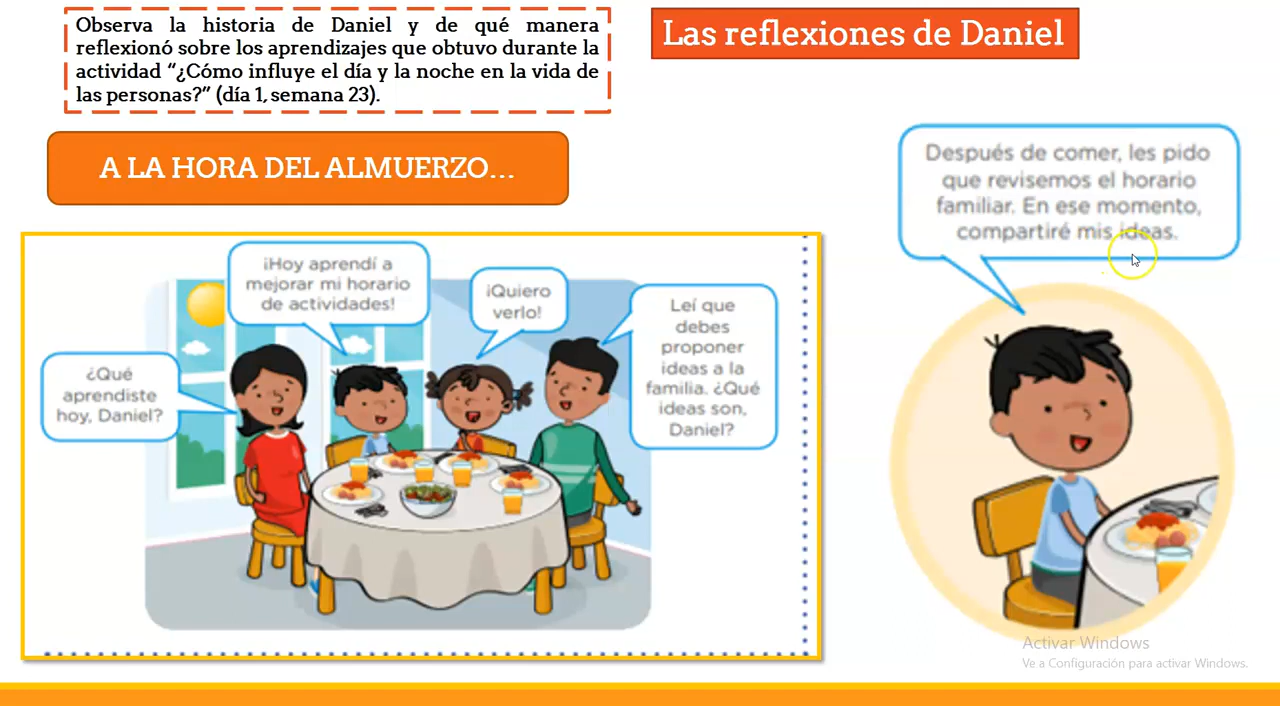 Observa la historia de Daniel y de qué manera
reflexionó sobre los aprendizajes que obtuvo durante la
actividad “¿Cómo influye el día y la noche en la vida de
las personas?” (día 1, semana 23).
Las reflexiones de Daniel
A LA HORA DEL ALMUERZO...
¿Qué
aprendiste
hoy, Daniel?
¡Hoy aprendí a
mejorar mi horario
de actividades!
¡Quiero
verlo!
Leí que
debes
proponer
ideas a la
familia. ¿Qué
ideas son,
Daniel?
Después de comer, les pido
que revisemos el horario
familiar. En ese momento,
compartiré mis ideas.
Activar Windows
Ve a Configuración para activar Windows.